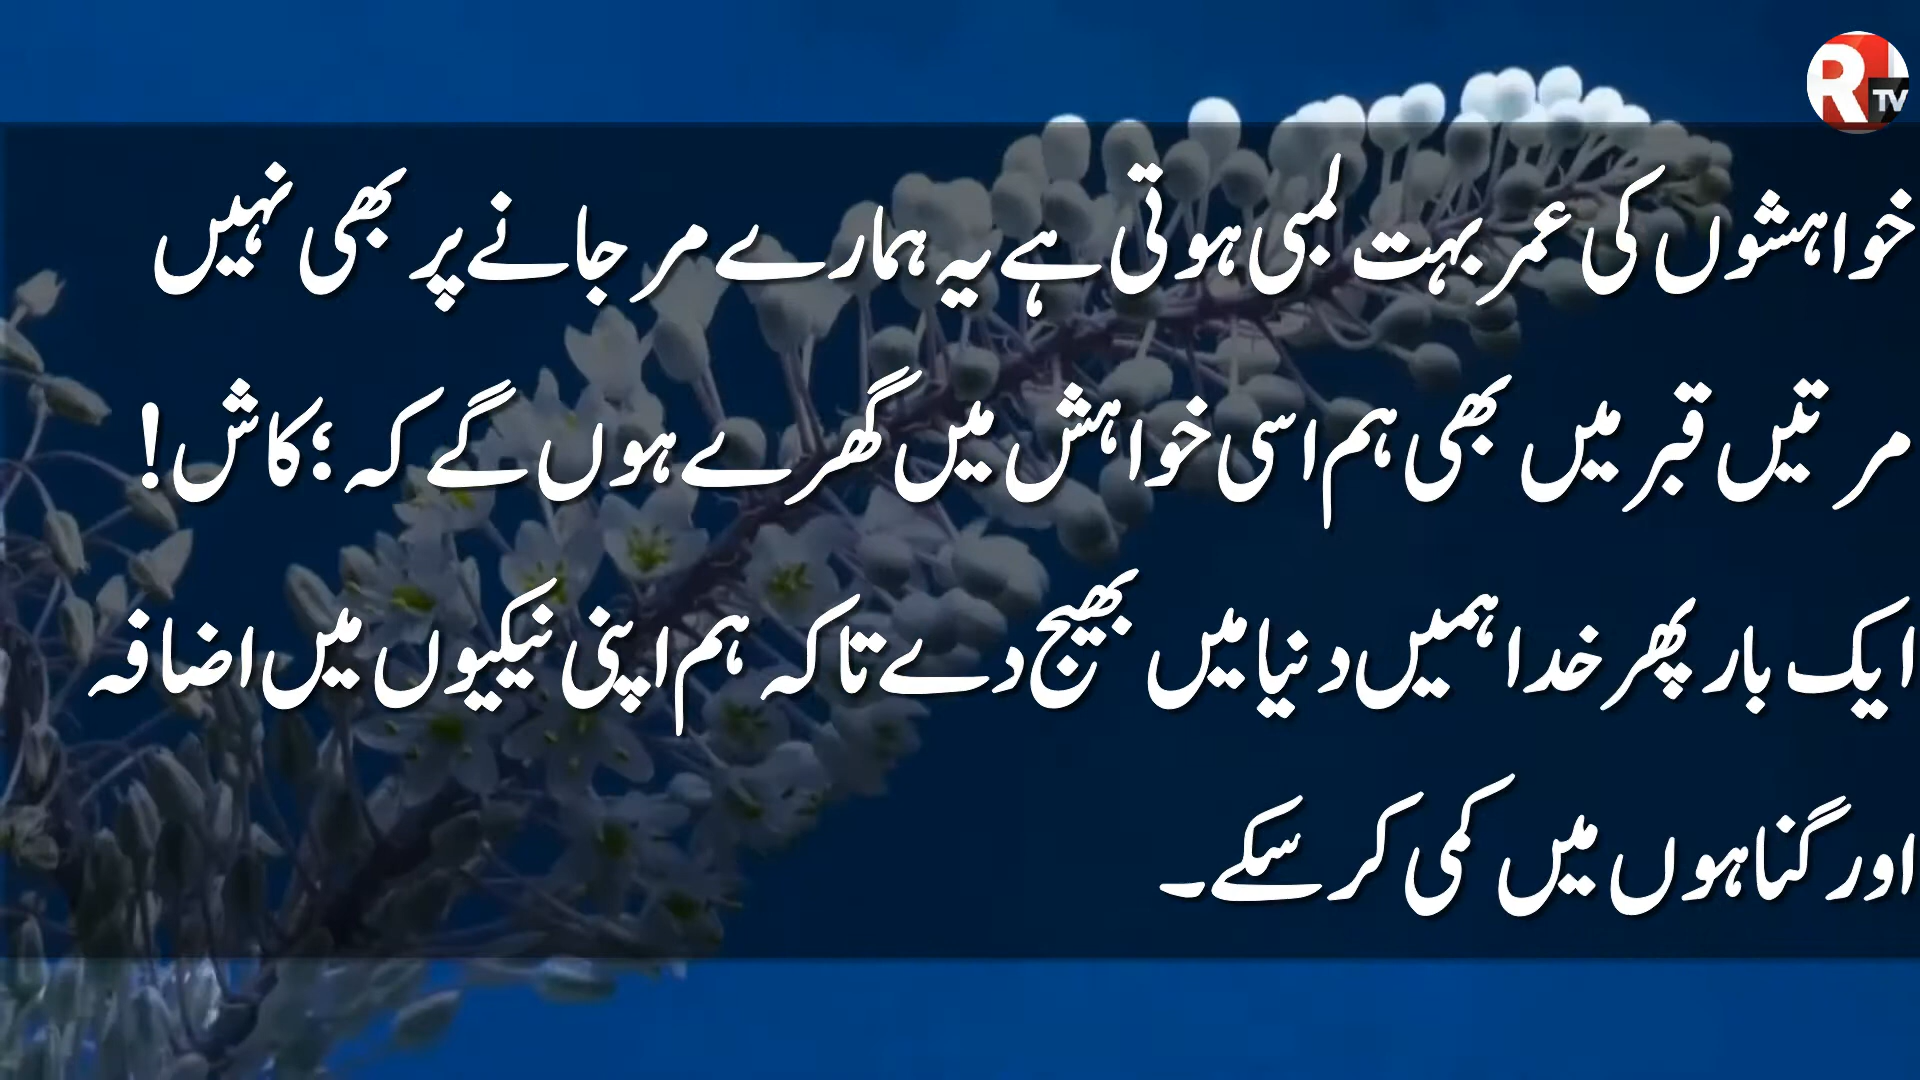 R TV
خواہشوں کی عمر بہت لمبی ہوتی ہے یہ ہمارے مر جانے پر بھی نہیں
مرتیں قبر میں بھی ہم اسی خواہش میں گھرے ہوں گے کہ ؛ کاش !
ایک بار پھر خدا ہمیں دنیا میں بھیج دے تاکہ ہم اپنی نیکیوں میں اضافہ
اور گناہوں میں کمی کر سکے۔